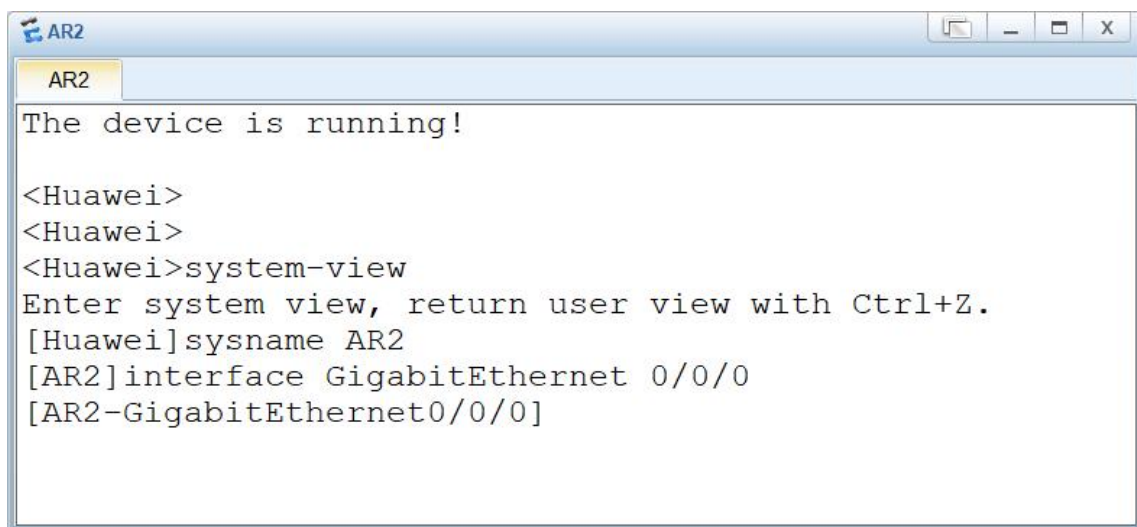 AR2
X
AR2
The device is running!
<Huawei>
<Huawei>
<Huawei>system-view
Enter system view, return user view with Ctrl+Z.
[Huawei]sysname AR2
[AR2]interface GigabitEthernet 0/0/0
[AR2-GigabitEthernet0/0/0]